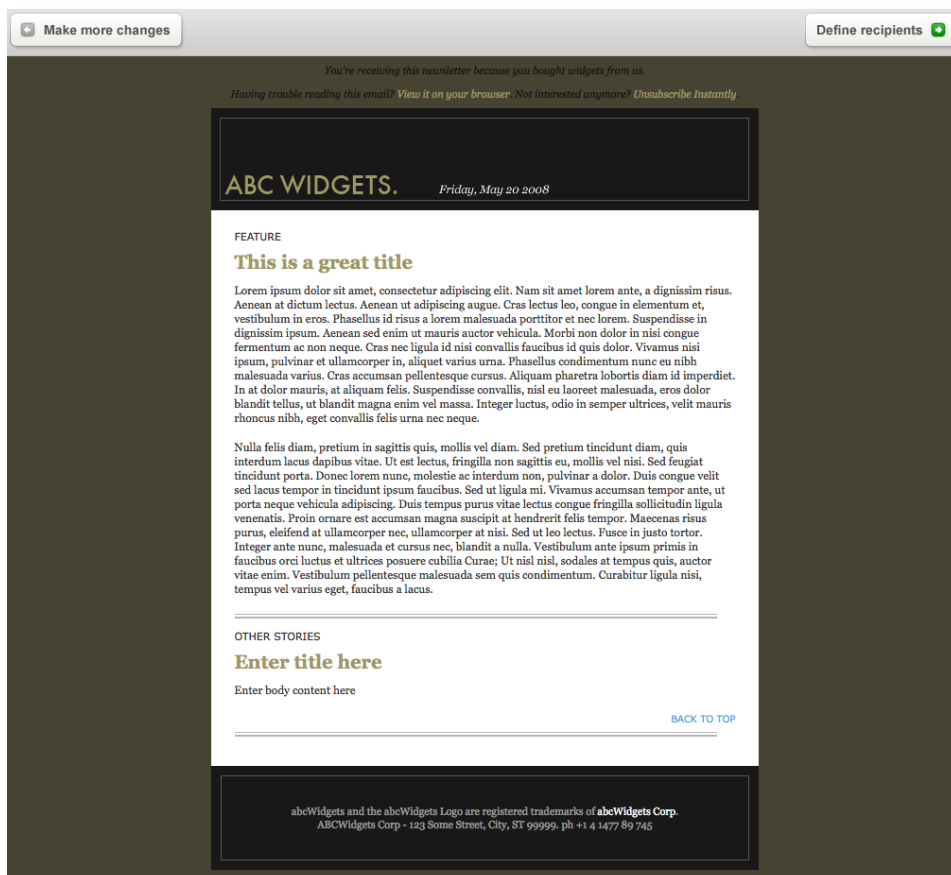 Make more changes
Define recipients
You're receiving this newsletter because you bought widgets from us.
Having trouble reading this email? View it on your browser. Not interested anymore? Unsubscribe Instantly.
ABC WIDGETS.
Friday, May 20 2008
FEATURE
This is a great title
Lorem ipsum dolor sit amet, consectetur adipiscing elit. Nam sit amet lorem ante, a dignissim risus.
Aenean at dictum lectus. Aenean ut adipiscing augue. Cras lectus leo, congue in elementum et,
vestibulum in eros. Phasellus id risus a lorem malesuada porttitor et nec lorem. Suspendisse in
dignissim ipsum. Aenean sed enim ut mauris auctor vehicula. Morbi non dolor in nisi congue
fermentum ac non neque. Cras nec ligula id nisi convallis faucibus id quis dolor. Vivamus nisi
ipsum, pulvinar et ullamcorper in, aliquet varius urna. Phasellus condimentum nunc eu nibh
malesuada varius. Cras accumsan pellentesque cursus. Aliquam pharetra lobortis diam id imperdiet.
In at dolor mauris, at aliquam felis. Suspendisse convallis, nisl eu laoreet malesuada, eros dolor
blandit tellus, ut blandit magna enim vel massa. Integer luctus, odio in semper ultrices, velit mauris
rhoncus nibh, eget convallis felis urna nec neque.
Nulla felis diam, pretium in sagittis quis, mollis vel diam. Sed pretium tincidunt diam, quis
interdum lacus dapibus vitae. Ut est lectus, fringilla non sagittis eu, mollis vel nisi. Sed feugiat
tincidunt porta. Donec lorem nunc, molestie ac interdum non, pulvinar a dolor. Duis congue velit
sed lacus tempor in tincidunt ipsum faucibus. Sed ut ligula mi. Vivamus accumsan tempor ante, ut
porta neque vehicula adipiscing. Duis tempus purus vitae lectus congue fringilla sollicitudin ligula
venenatis. Proin ornare est accumsan magna suscipit at hendrerit felis tempor. Maecenas risus
purus, eleifend at ullamcorper nec, ullamcorper at nisi. Sed ut leo lectus. Fusce in justo tortor.
Integer ante nunc, malesuada et cursus nec, blandit a nulla. Vestibulum ante ipsum primis in
faucibus orci luctus et ultrices posuere cubilia Curae; Ut nisl nisl, sodales at tempus quis, auctor
vitae enim. Vestibulum pellentesque malesuada sem quis condimentum. Curabitur ligula nisi,
tempus vel varius eget, faucibus a lacus.
OTHER STORIES
Enter title here
Enter body content here
BACK TO TOP
abcWidgets and the abcWidgets Logo are registered trademarks of abcWidgets Corp.
ABCWidgets Corp - 123 Some Street, City, ST 99999. ph +1 4 1477 89 745